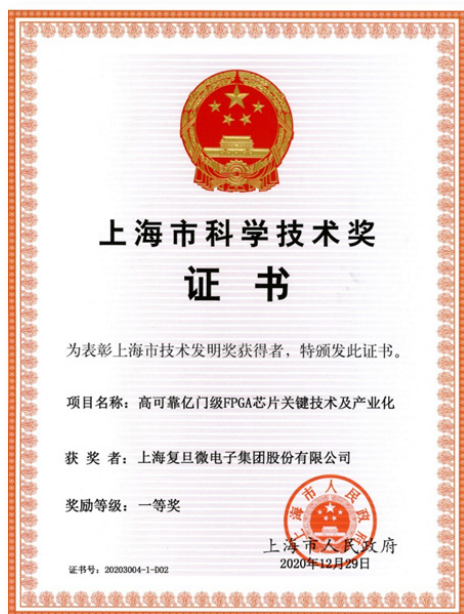 上海市科学技术奖
证书
为表彰上海市技术发明奖获得者，特颁发此证书。
项目名称：高可靠亿门级FPGA芯片关键技术及产业化
获奖者：上海复旦微电子集团股份有限公司
奖励等级：一等奖
上海市人民政府
上海市人民政府
2020年12月29日
证书号：20203004-1-D02